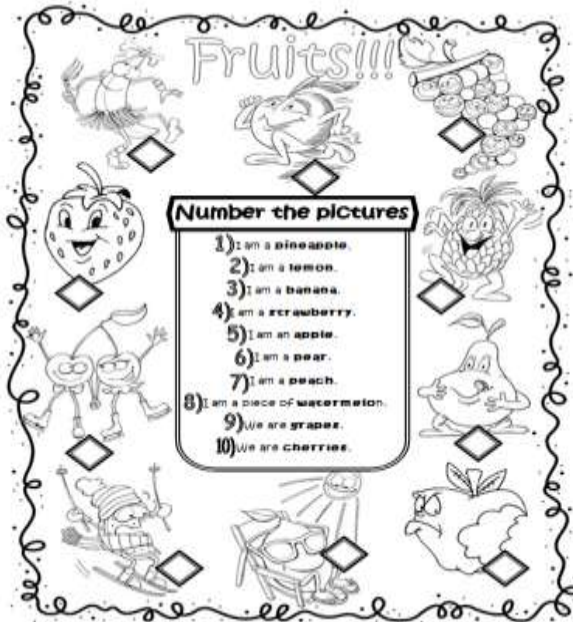 Fruits!!!
Number the pictures
1) I am a pineapple.
2) I am a lemon.
3) I am a banana.
4) I am a strawberry.
5) I am an apple.
6) I am a pear.
7) I am a peach.
8) I am a piece of watermelon.
9) We are grapes.
10) We are cherries.